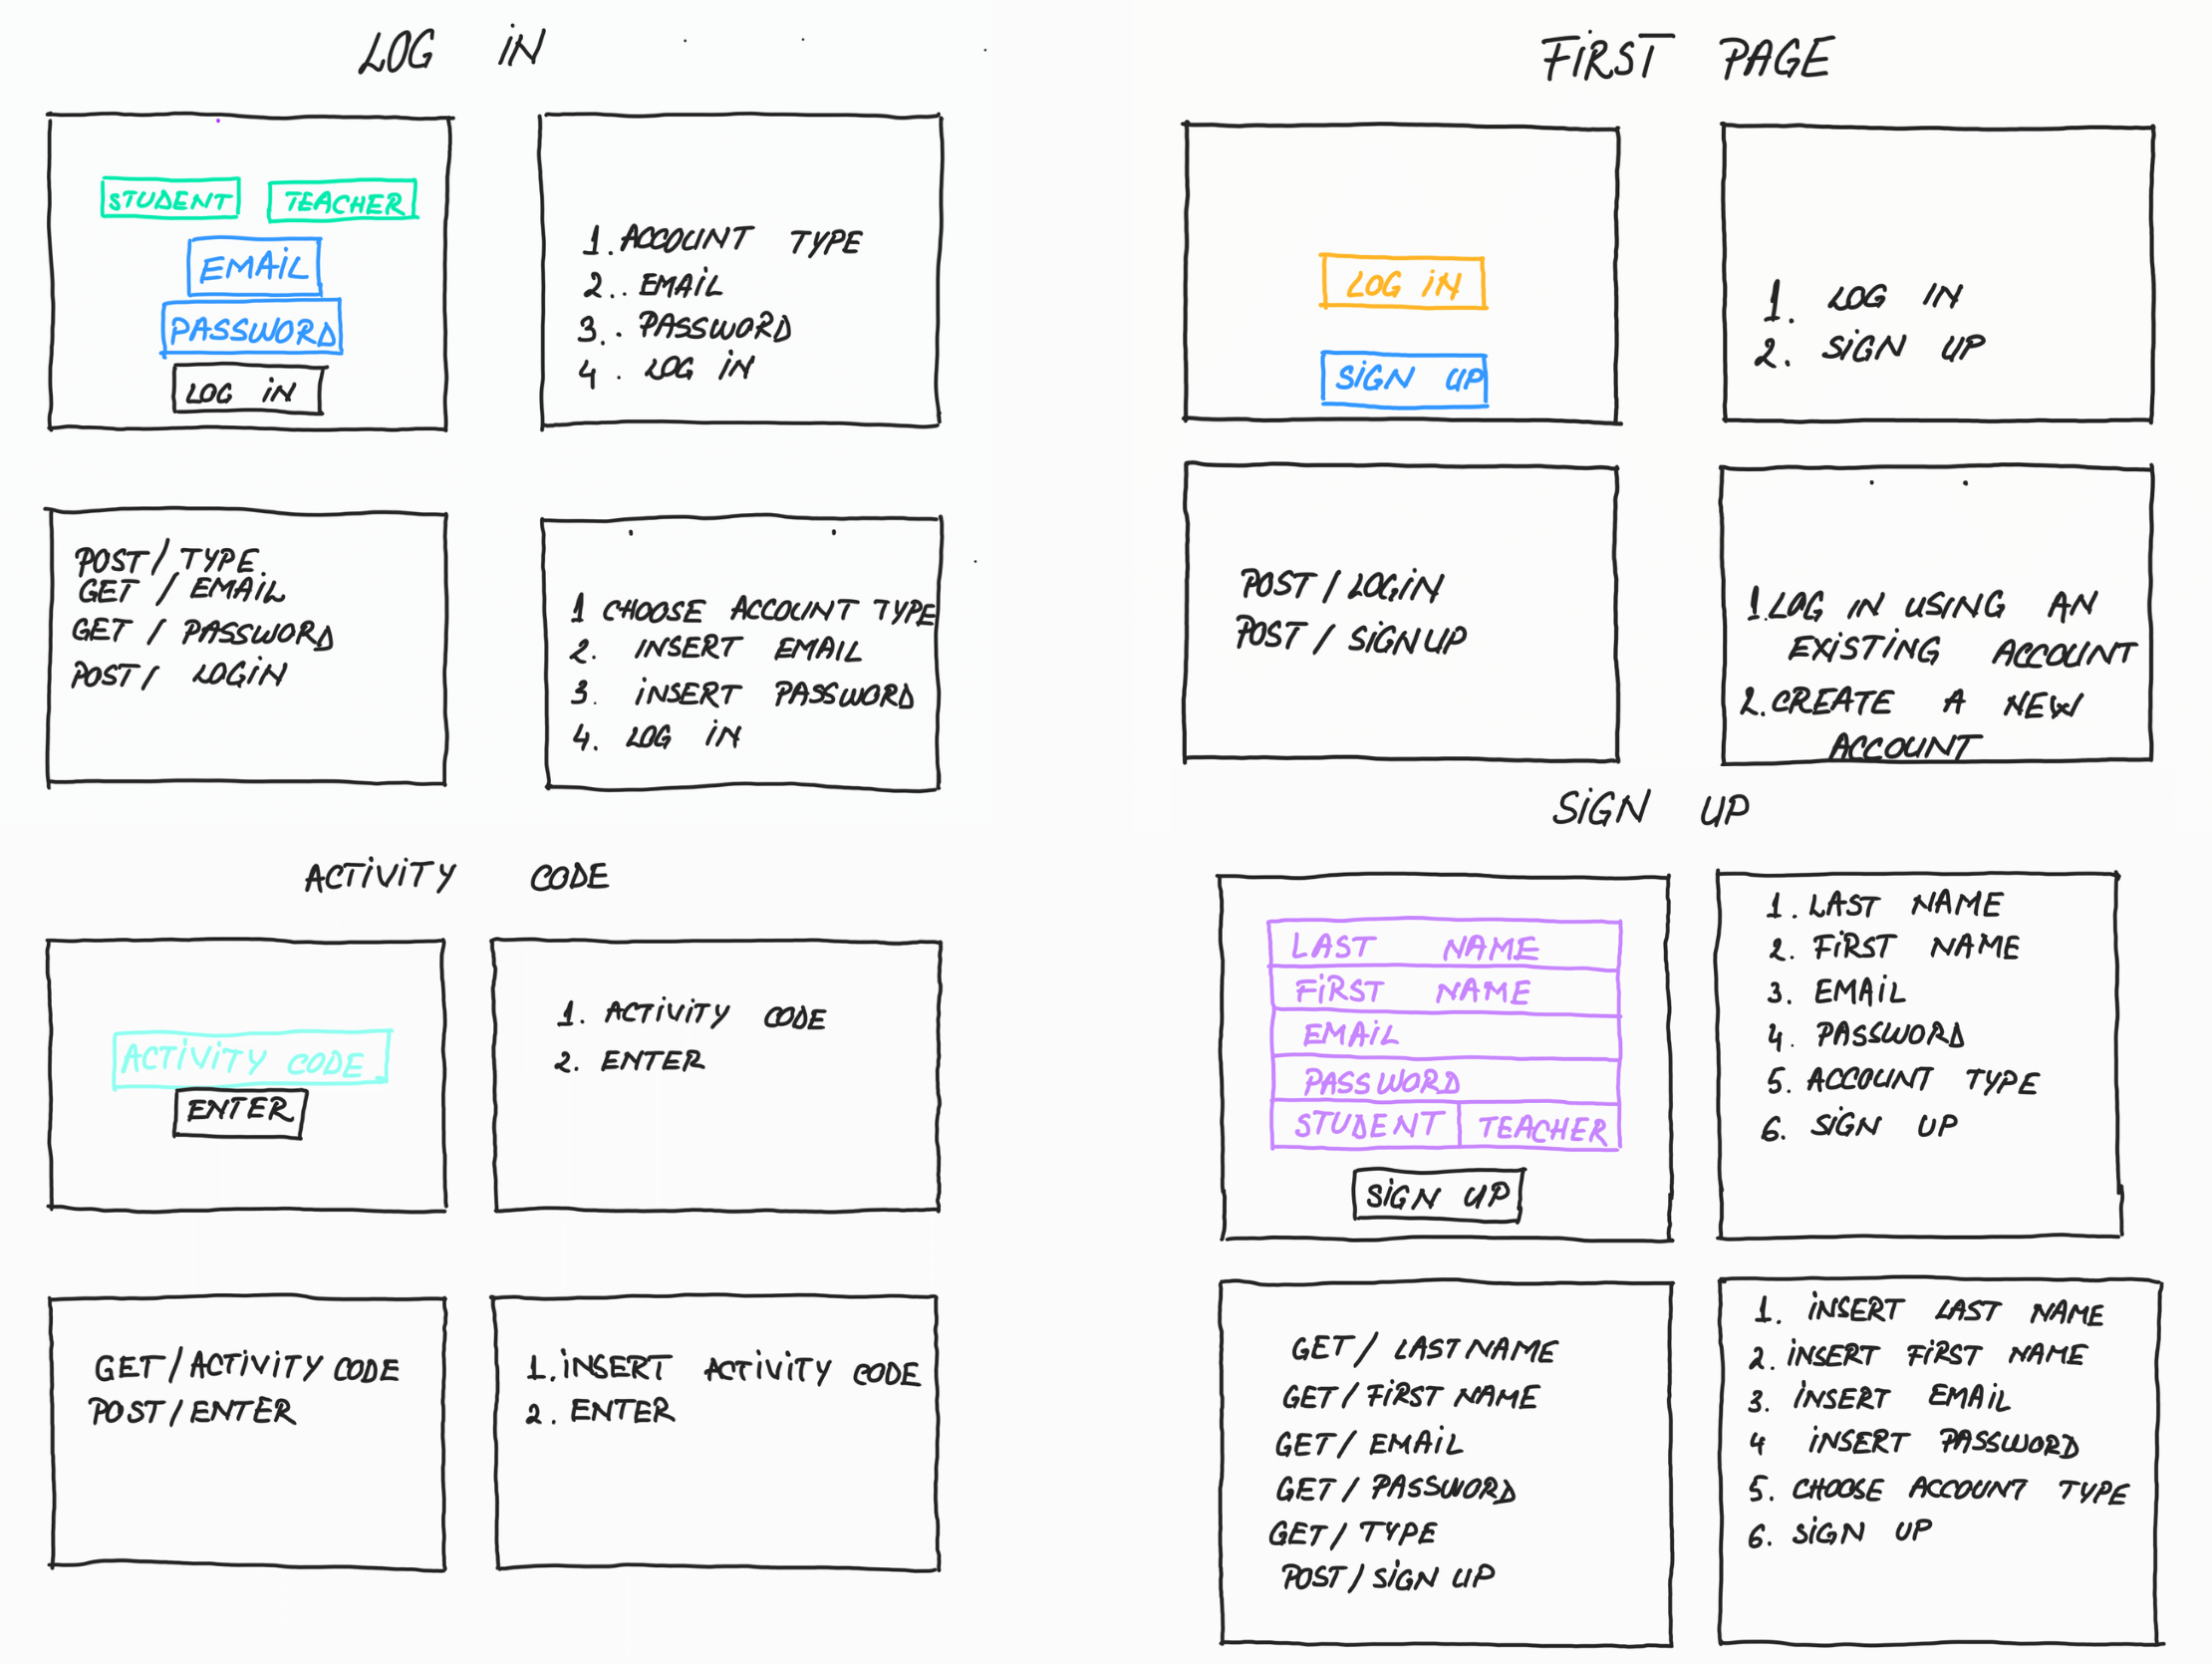 LOG iN
STUDENT TEACHER
EMAiL
PASSWORD
LOG iN
1. ACCOUNT TYPE
2.. EMAiL
3.. PASSWORD
4. LOG iN
POST/TYPE
GET / EMAiL
GET / PASSWORD
POST/ LOGiN
1 CHOOSE ACCOUNT TYPE
2. INSERT EMAiL
3. iNSERT PASSWORD
4. LOG iN
FiRST PAGE
LOG iN
SiGN UP
1. LOG IN
2. SiGN UP
POST / LOGiN
POST / SiGNUP
1.LOG IN USING AN
EXiSTiNG ACCOUNT
2.CREATE A NEW
ACCOUNT
ACTiViTY CODE
ACTiViTY CODE
ENTER
1. ACTiViTY CODE
2. ENTER
GET/ACTiViTY CODE
POST/ENTER
1.iNSERT ACTiViTY CODE
2. ENTER
SiGN UP
LAST NAME
FiRST NAME
EMAiL
PASSWORD
STUDENT TEACHER
SiGN UP
1. LAST NAME
2. FiRST NAME
3. EMAiL
4. PASSWORD
5. ACCOUNT TYPE
6. SiGN UP
GET/ LASTNAME
GET/ FiRST NAME
GET/ EMAiL
GET/ PASSWORD
GET/ TYPE
POST/SiGN UP
1. iNSERT LAST NAME
2. iNSERT FiRST NAME
3. iNSERT EMAiL
4 iNSERT PASSWORD
5. CHOOSE ACCOUNT TYPE
6. SiGN UP